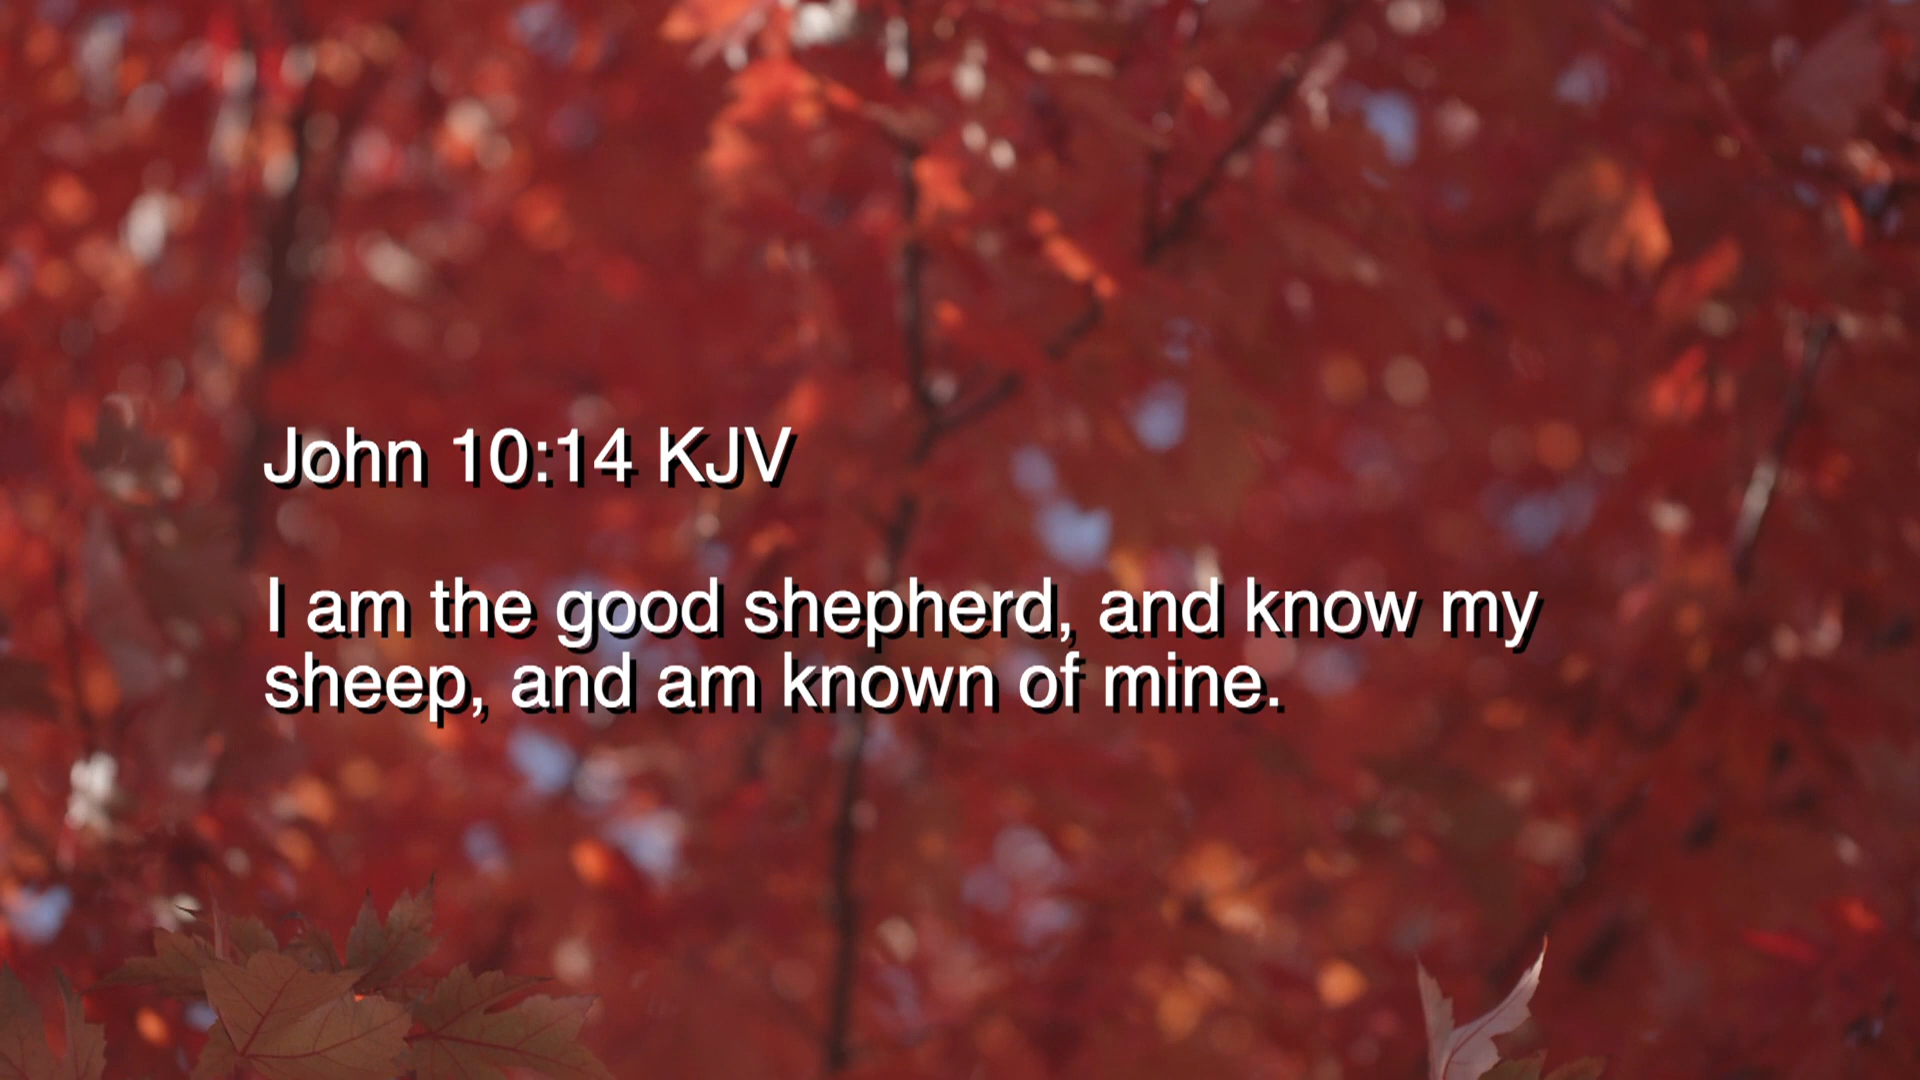 John 10:14 KJV
I am the good shepherd, and know my
sheep, and am known of mine.